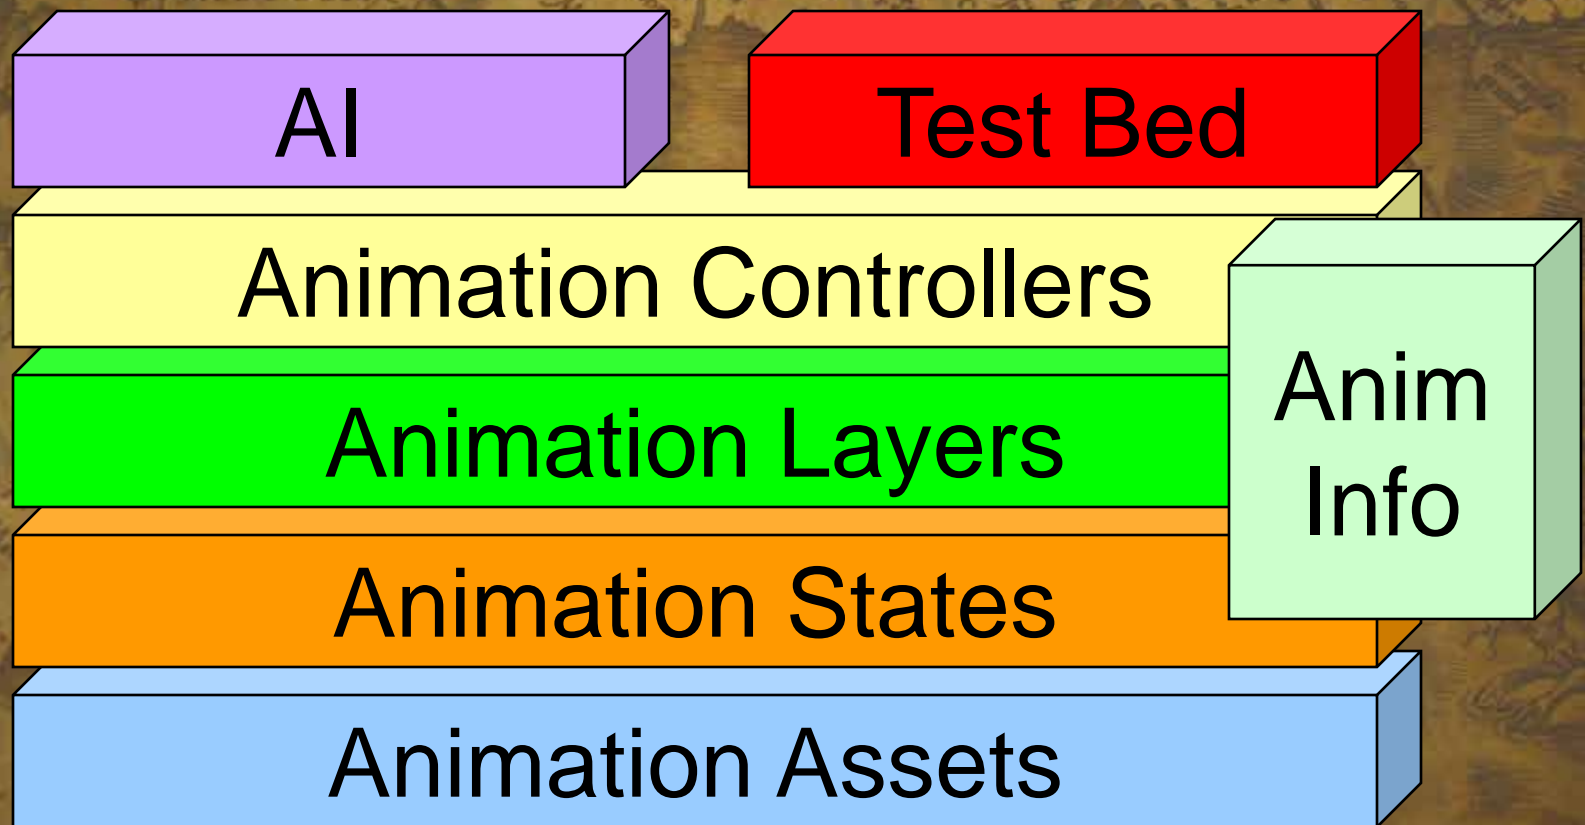 AI
Test Bed
Animation Controllers
Animation Layers
Anim
Info
Animation States
Animation Assets